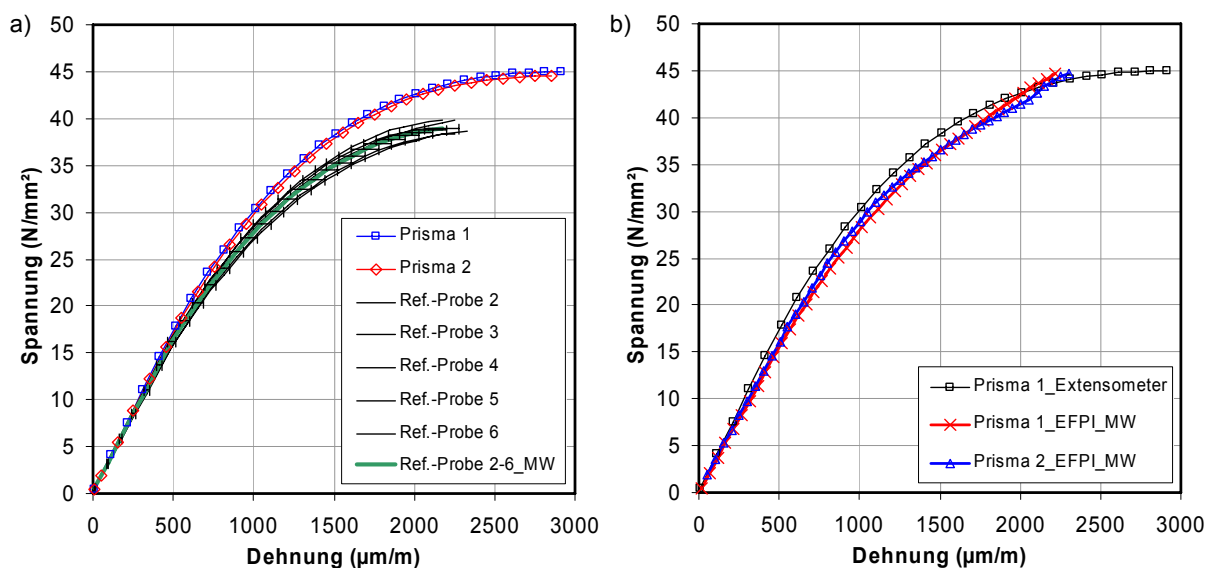 a)
50
45
40
35
30
25
20
15
10
5
0
Spannung (N/mm²)
0 500 1000 1500 2000 2500 3000
Dehnung (µm/m)
Prisma 1
Prisma 2
Ref.-Probe 2
Ref.-Probe 3
Ref.-Probe 4
Ref.-Probe 5
Ref.-Probe 6
Ref.-Probe 2-6_MW
b)
50
45
40
35
30
25
20
15
10
5
0
Spannung (N/mm²)
0 500 1000 1500 2000 2500 3000
Dehnung (µm/m)
Prisma 1_Extensometer
Prisma 1_EFPI_MW
Prisma 2_EFPI_MW